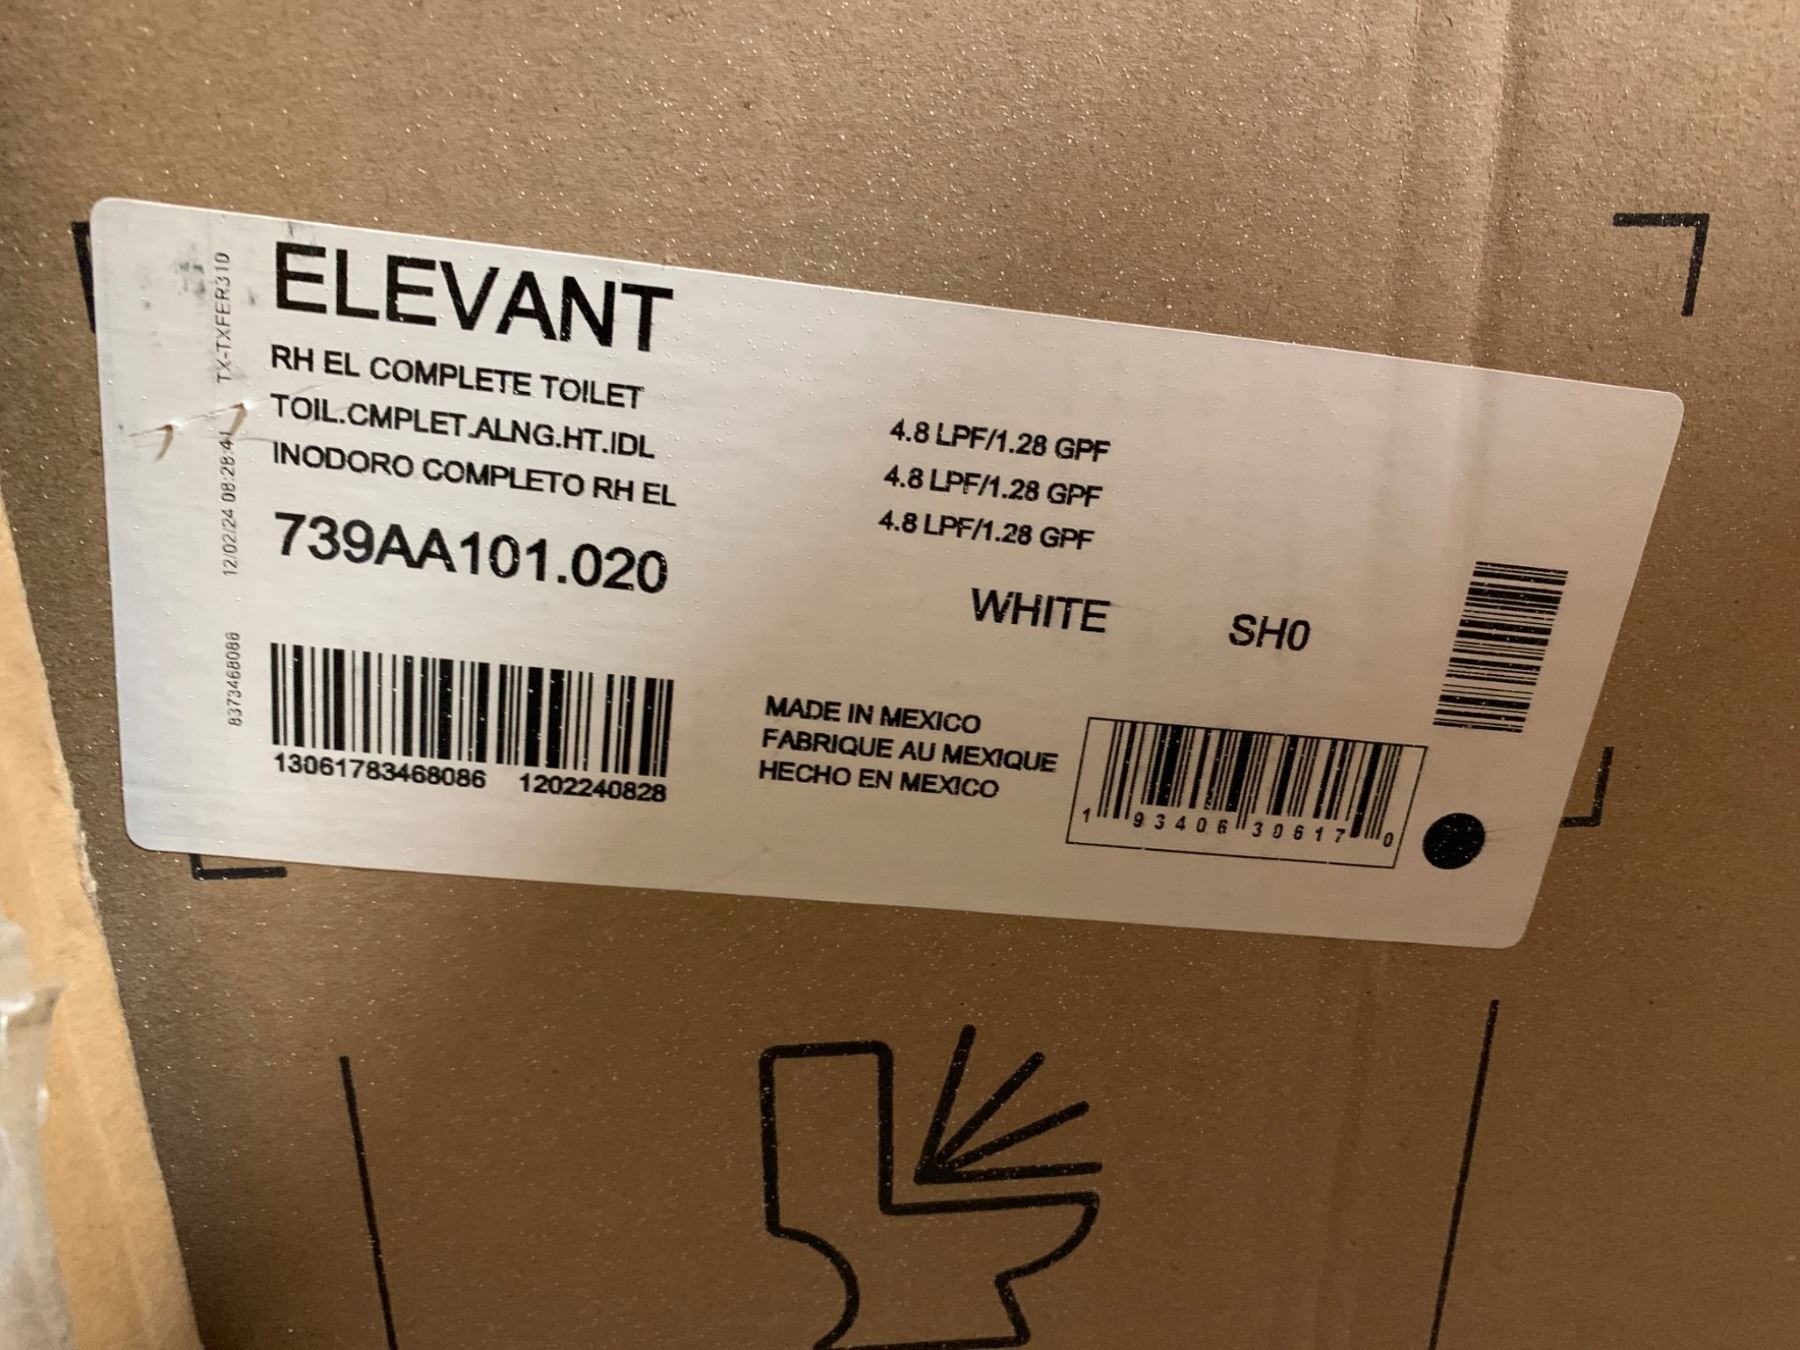 ELEVANT
RH EL COMPLETE TOILET
TOIL.CMPLET.ALNG.HT.IDL
INODORO COMPLETO RH EL
4.8 LPF/1.28 GPF
4.8 LPF/1.28 GPF
4.8 LPF/1.28 GPF
739AA101.020
WHITE
SH0
13061783468086 1202240828
MADE IN MEXICO
FABRIQUE AU MEXIQUE
HECHO EN MEXICO
1 93406 30617 0
8373468086 12/02/24 08:28:41 TX-TXFER310